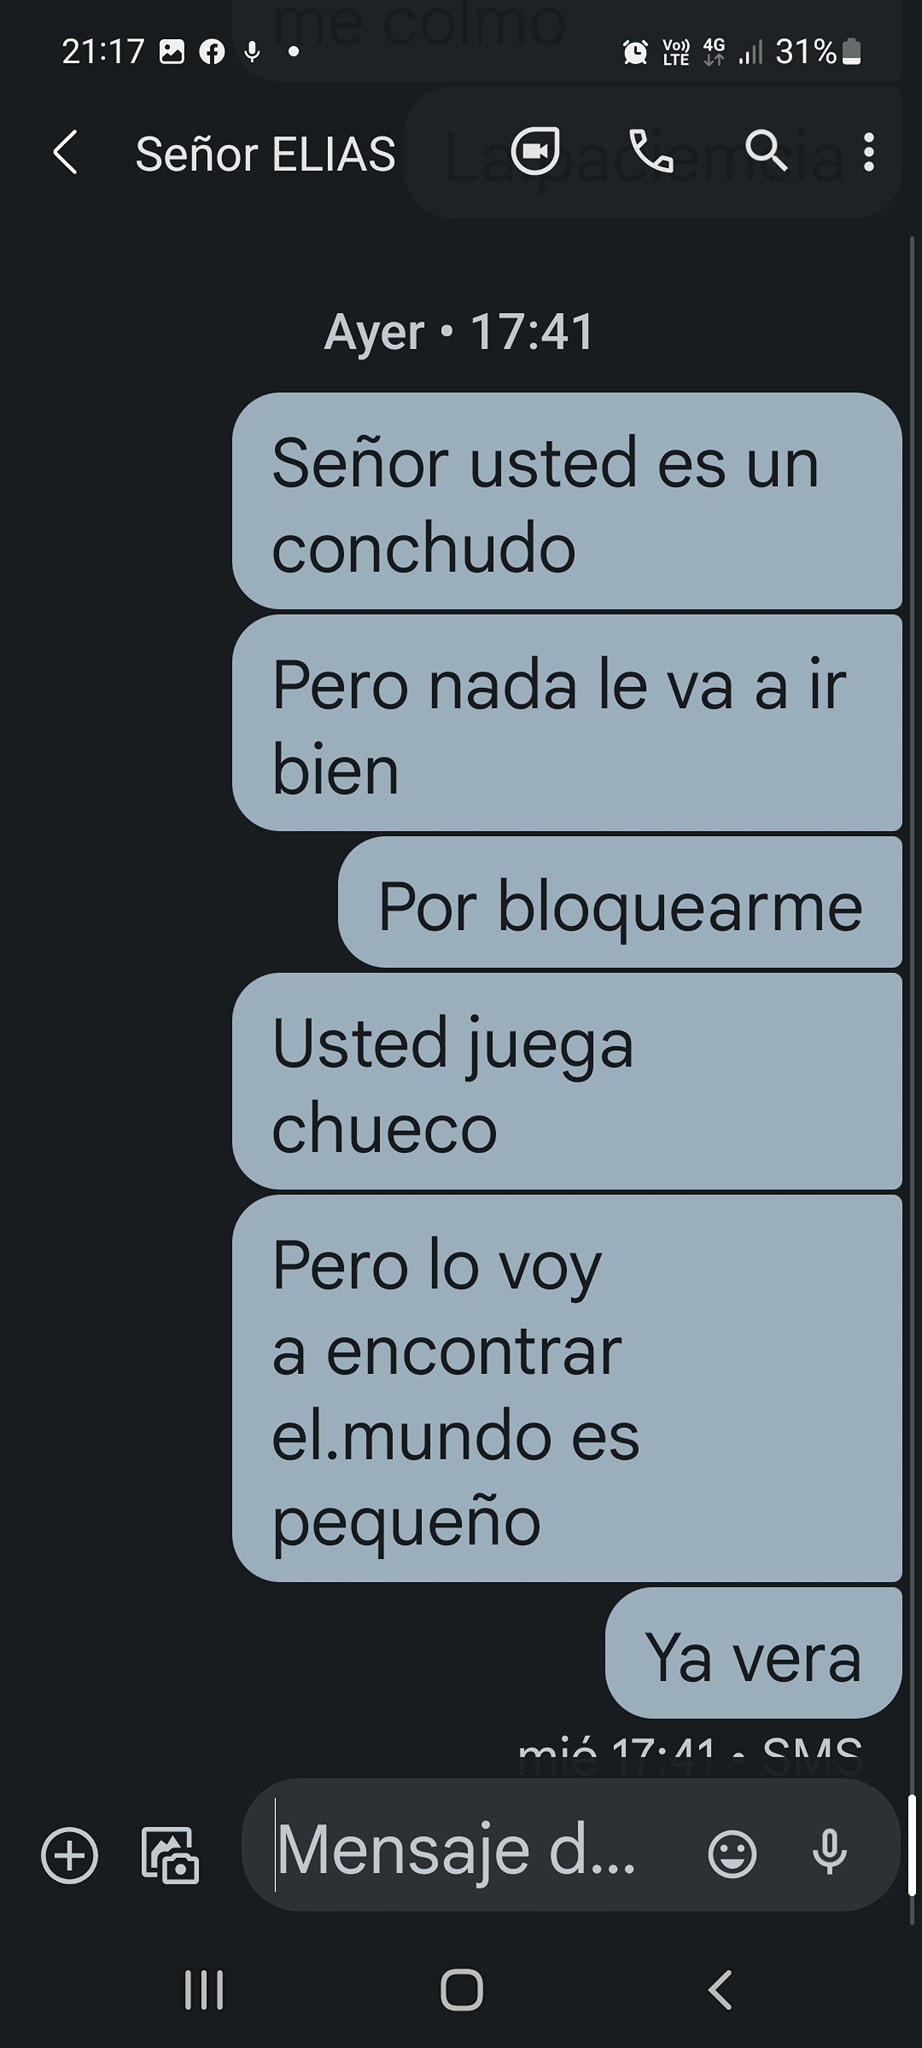 me colmo
21:17
Vo))
LTE
4G
31%
Señor ELIAS
La.paciemcia
Ayer • 17:41
Señor usted es un
conchudo
Pero nada le va a ir
bien
Por bloquearme
Usted juega
chueco
Pero lo voy
a encontrar
el.mundo es
pequeño
Ya vera
mié 17:41 • SMS
Mensaje d...